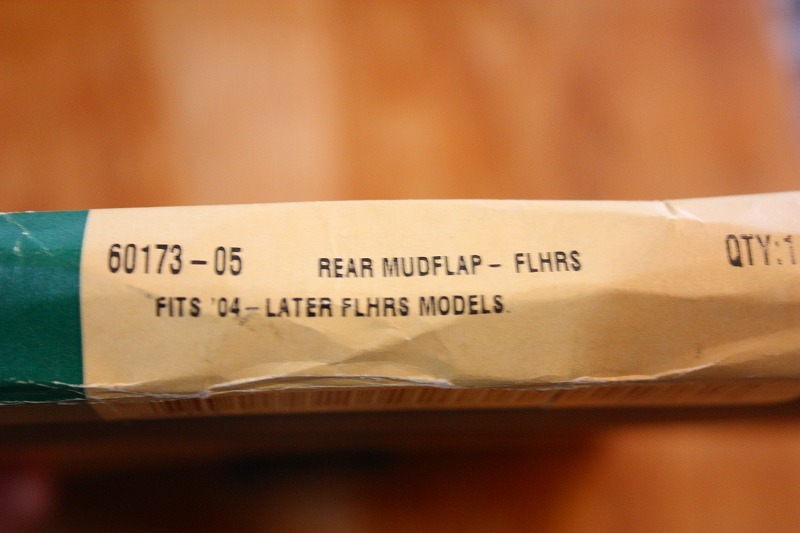 60173-05 REAR MUDFLAP - FLHRS QTY:1
FITS '04-LATER FLHRS MODELS.